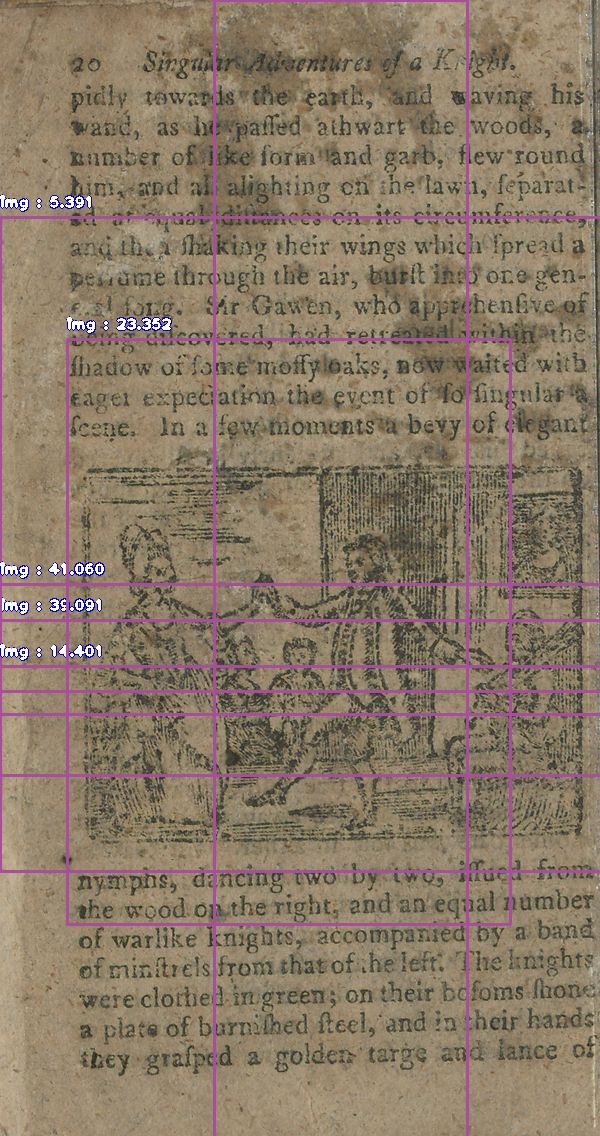 20 Singular Adventures of a Knight.
pidly towards the earth, and waving his
wand, as he paſſed athwart the woods, a
number of like form and garb, flew round
him, and all alighting on the lawn, ſeparat-
ed at equal diſtances on its circumference,
and then ſhaking their wings which ſpread a
perfume through the air, burſt into one gen-
eral ſong. Sir Gawen, who apprehenſive of
being diſcovered, had retreated within the
ſhadow of ſome moſſy oaks, now waited with
eager expectation the event of ſo ſingular a
ſcene. In a few moments a bevy of elegant
nymphs, dancing two by two, iſſued from
the wood on the right, and an equal number
of warlike knights, accompanied by a band
of minſtrels from that of the left. The knights
were clothed in green; on their boſoms ſhone
a plate of burniſhed ſteel, and in their hands
they graſped a golden targe and lance of
Img : 5.391
Img : 23.352
Img : 41.060
Img : 39.091
Img : 14.401